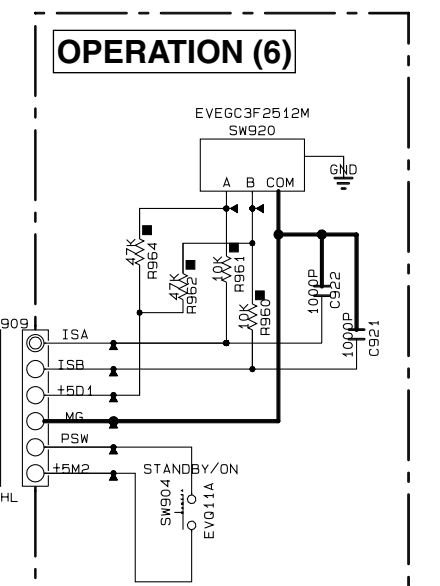 OPERATION (6)
EVEGC3F2512M
SW920
GND
A B COM
47K
R964
47K
R962
10K
R961
10K
R960
1000P
C922
1000P
C921
909
ISA
ISB
+5D1
MG
PSW
+5M2
STANDBY/ON
SW904
EVQ11A
HL